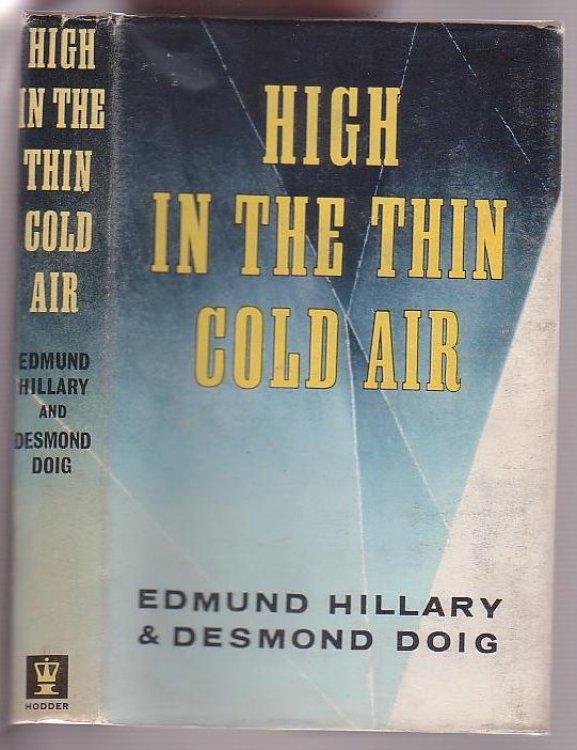 HIGH
IN THE
THIN
COLD
AIR
EDMUND
HILLARY
AND
DESMOND
DOIG
HODDER
HIGH
IN THE THIN
COLD AIR
EDMUND HILLARY
& DESMOND DOIG